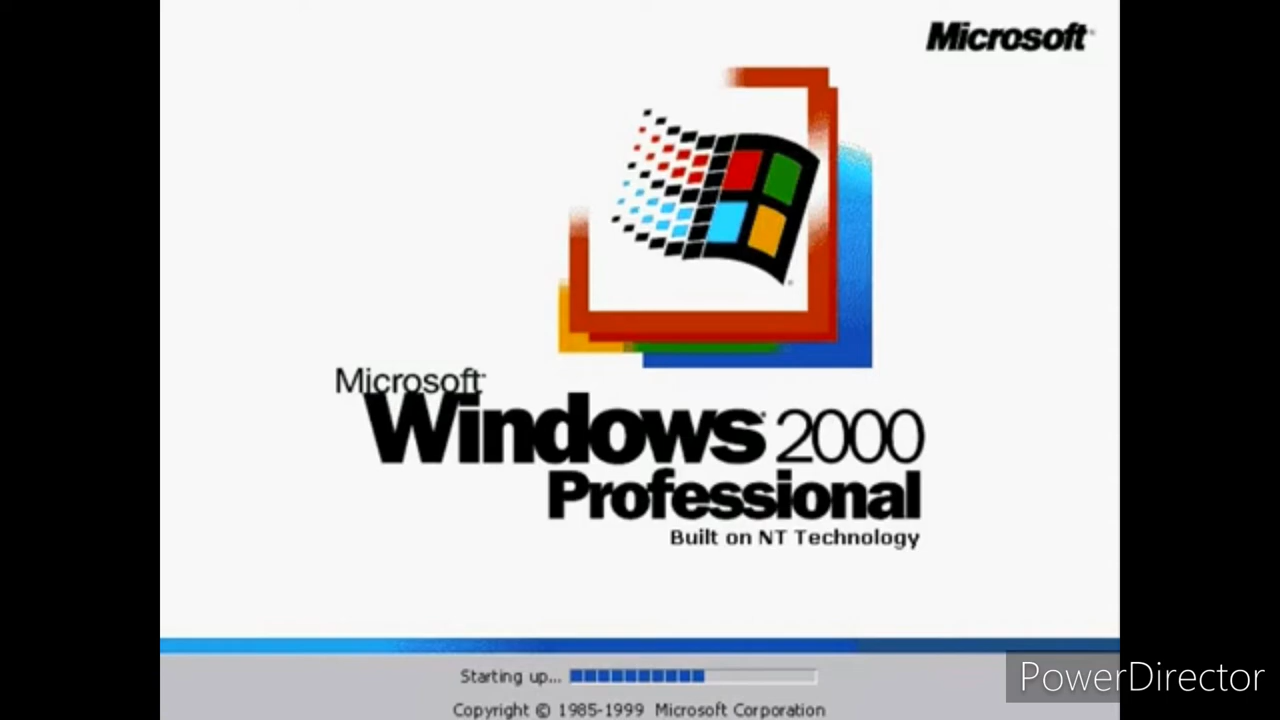 Microsoft
Microsoft
Windows 2000
Professional
Built on NT Technology
Starting up...
Copyright © 1985-1999 Microsoft Corporation
PowerDirector